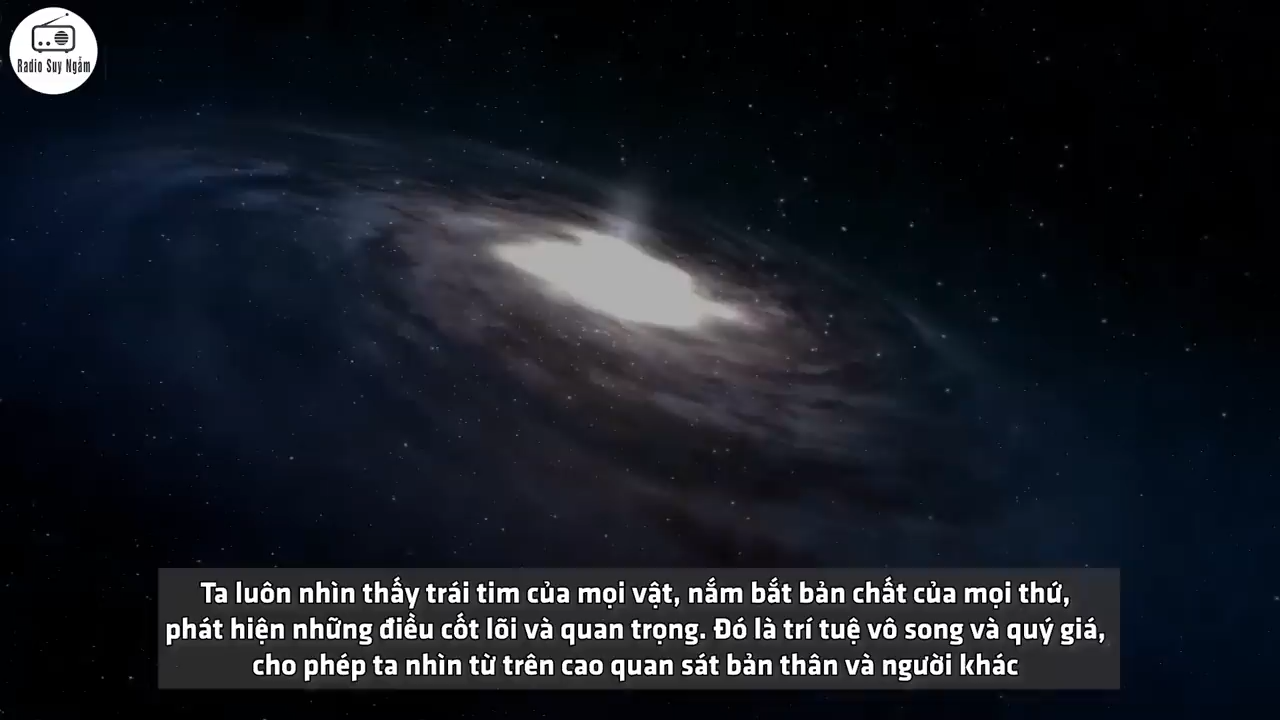 Radio Suy Ngẫm
Ta luôn nhìn thấy trái tim của mọi vật, nắm bắt bản chất của mọi thứ,
phát hiện những điều cốt lõi và quan trọng. Đó là trí tuệ vô song và quý giá,
cho phép ta nhìn từ trên cao quan sát bản thân và người khác